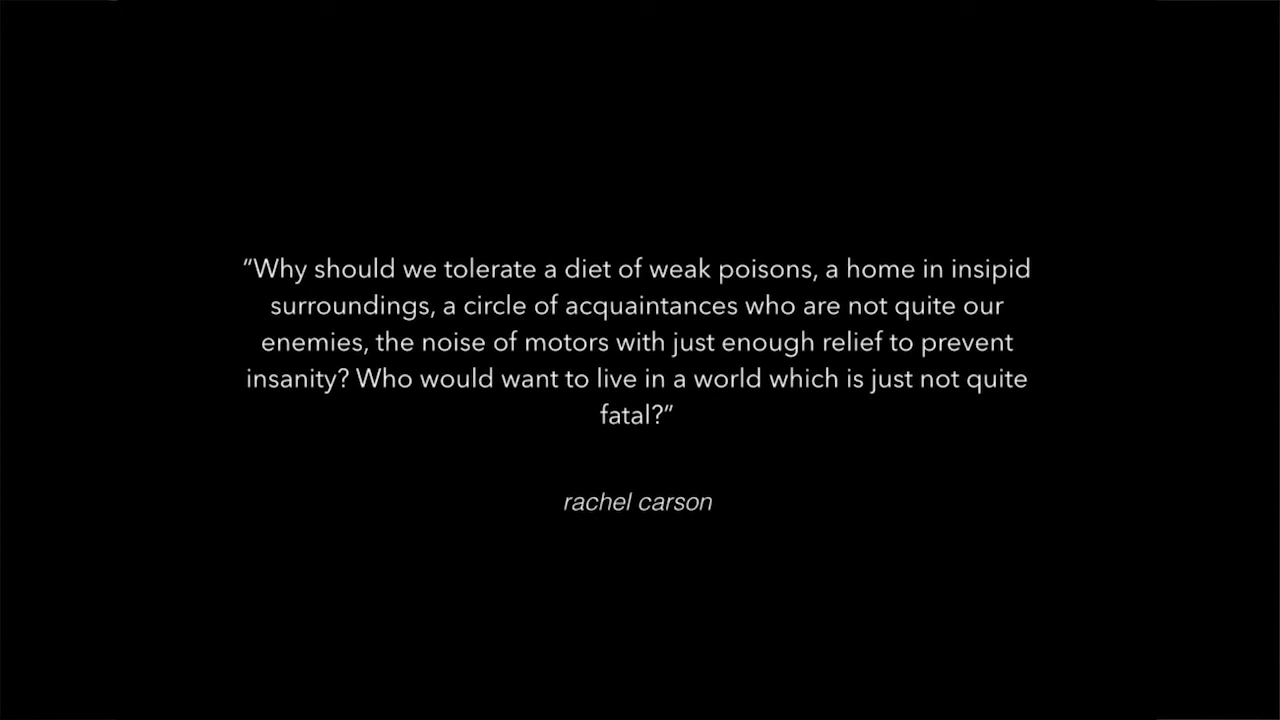 “Why should we tolerate a diet of weak poisons, a home in insipid
surroundings, a circle of acquaintances who are not quite our
enemies, the noise of motors with just enough relief to prevent
insanity? Who would want to live in a world which is just not quite
fatal?”
rachel carson